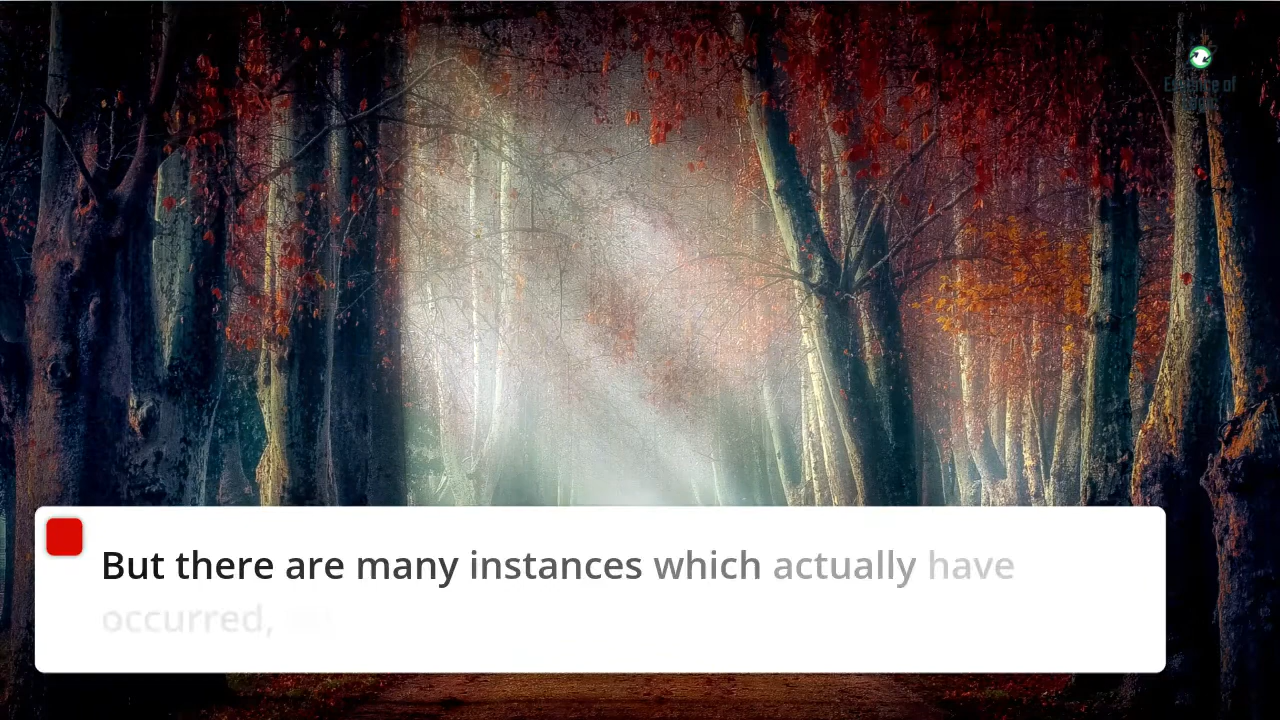 But there are many instances which actually have
occurred,